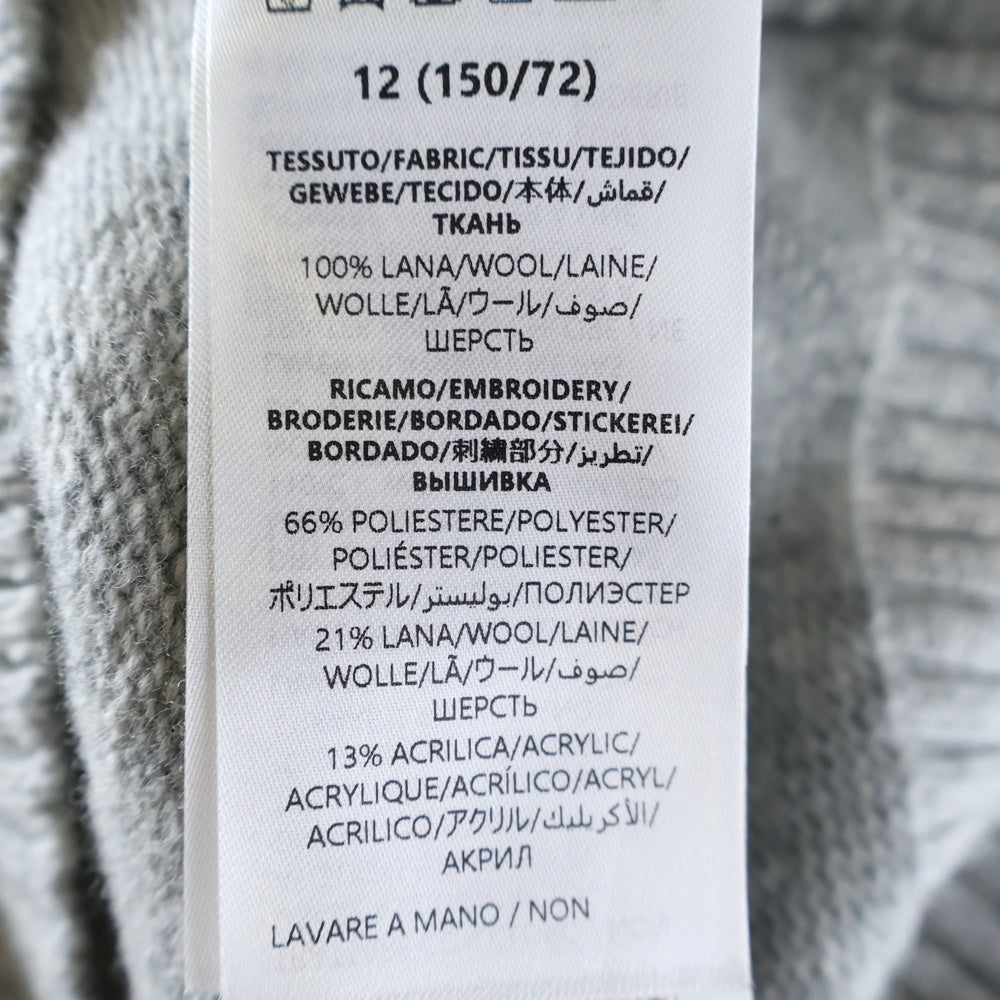 12 (150/72)
TESSUTO/FABRIC/TISSU/TEJIDO/
GEWEBE/TECIDO/本体/قماش/
ТКАНЬ
100% LANA/WOOL/LAINE/
WOLLE/LÃ/ウール/صوف/
ШЕРСТЬ
RICAMO/EMBROIDERY/
BRODERIE/BORDADO/STICKEREI/
BORDADO/刺繍部分/تطريز/
ВЫШИВКА
66% POLIESTERE/POLYESTER/
POLIÉSTER/POLIESTER/
ポリエステル/بوليستر/ПОЛИЭСТЕР
21% LANA/WOOL/LAINE/
WOLLE/LÃ/ウール/صوف/
ШЕРСТЬ
13% ACRILICA/ACRYLIC/
ACRYLIQUE/ACRÍLICO/ACRYL/
ACRILICO/アクリル/الأكريليك/
АКРИЛ
LAVARE A MANO / NON